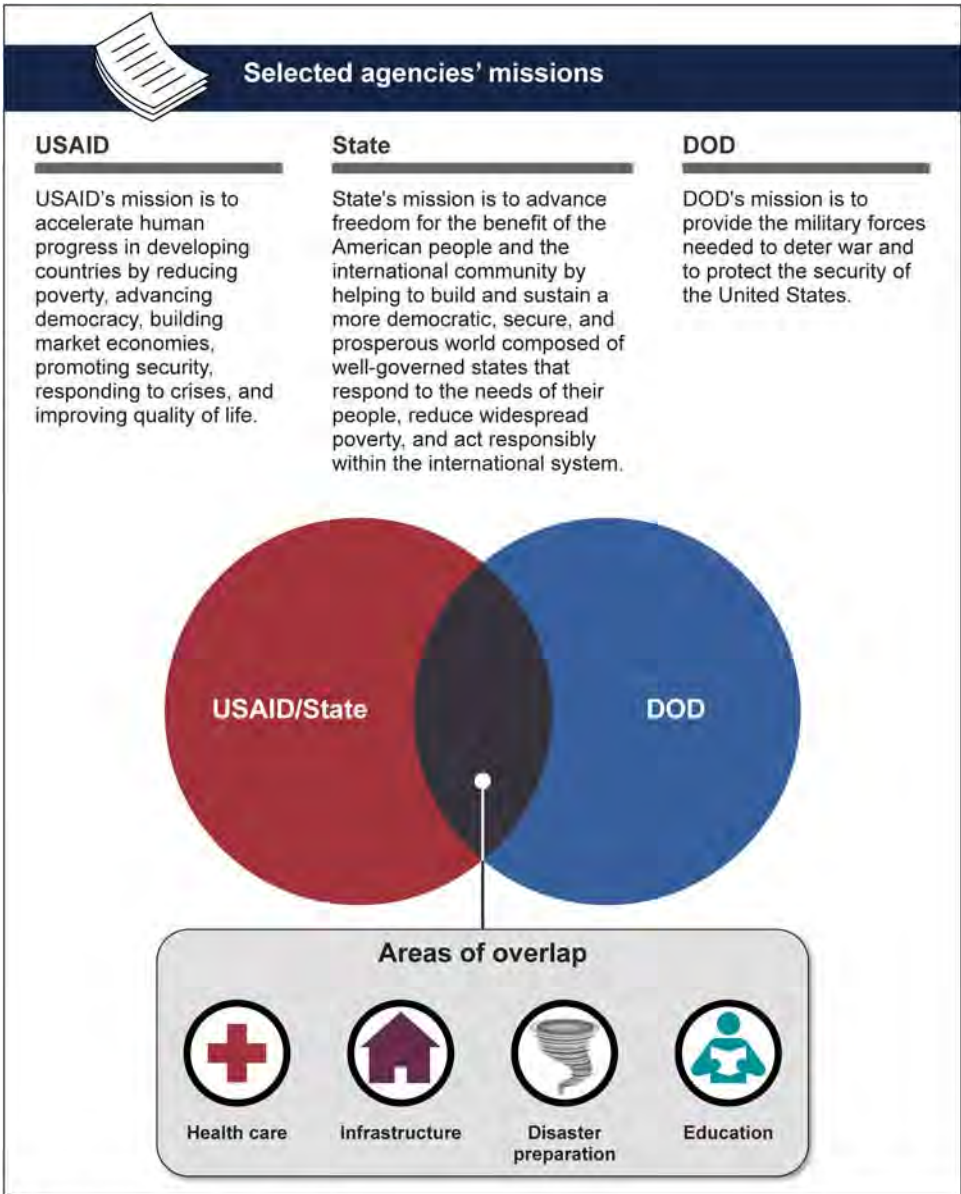 Selected agencies' missions
USAID
USAID's mission is to
accelerate human
progress in developing
countries by reducing
poverty, advancing
democracy, building
market economies,
promoting security,
responding to crises, and
improving quality of life.
State
State's mission is to advance
freedom for the benefit of the
American people and the
international community by
helping to build and sustain a
more democratic, secure, and
prosperous world composed of
well-governed states that
respond to the needs of their
people, reduce widespread
poverty, and act responsibly
within the international system.
DOD
DOD's mission is to
provide the military forces
needed to deter war and
to protect the security of
the United States.
USAID/State
DOD
Areas of overlap
Health care
Infrastructure
Disaster
preparation
Education